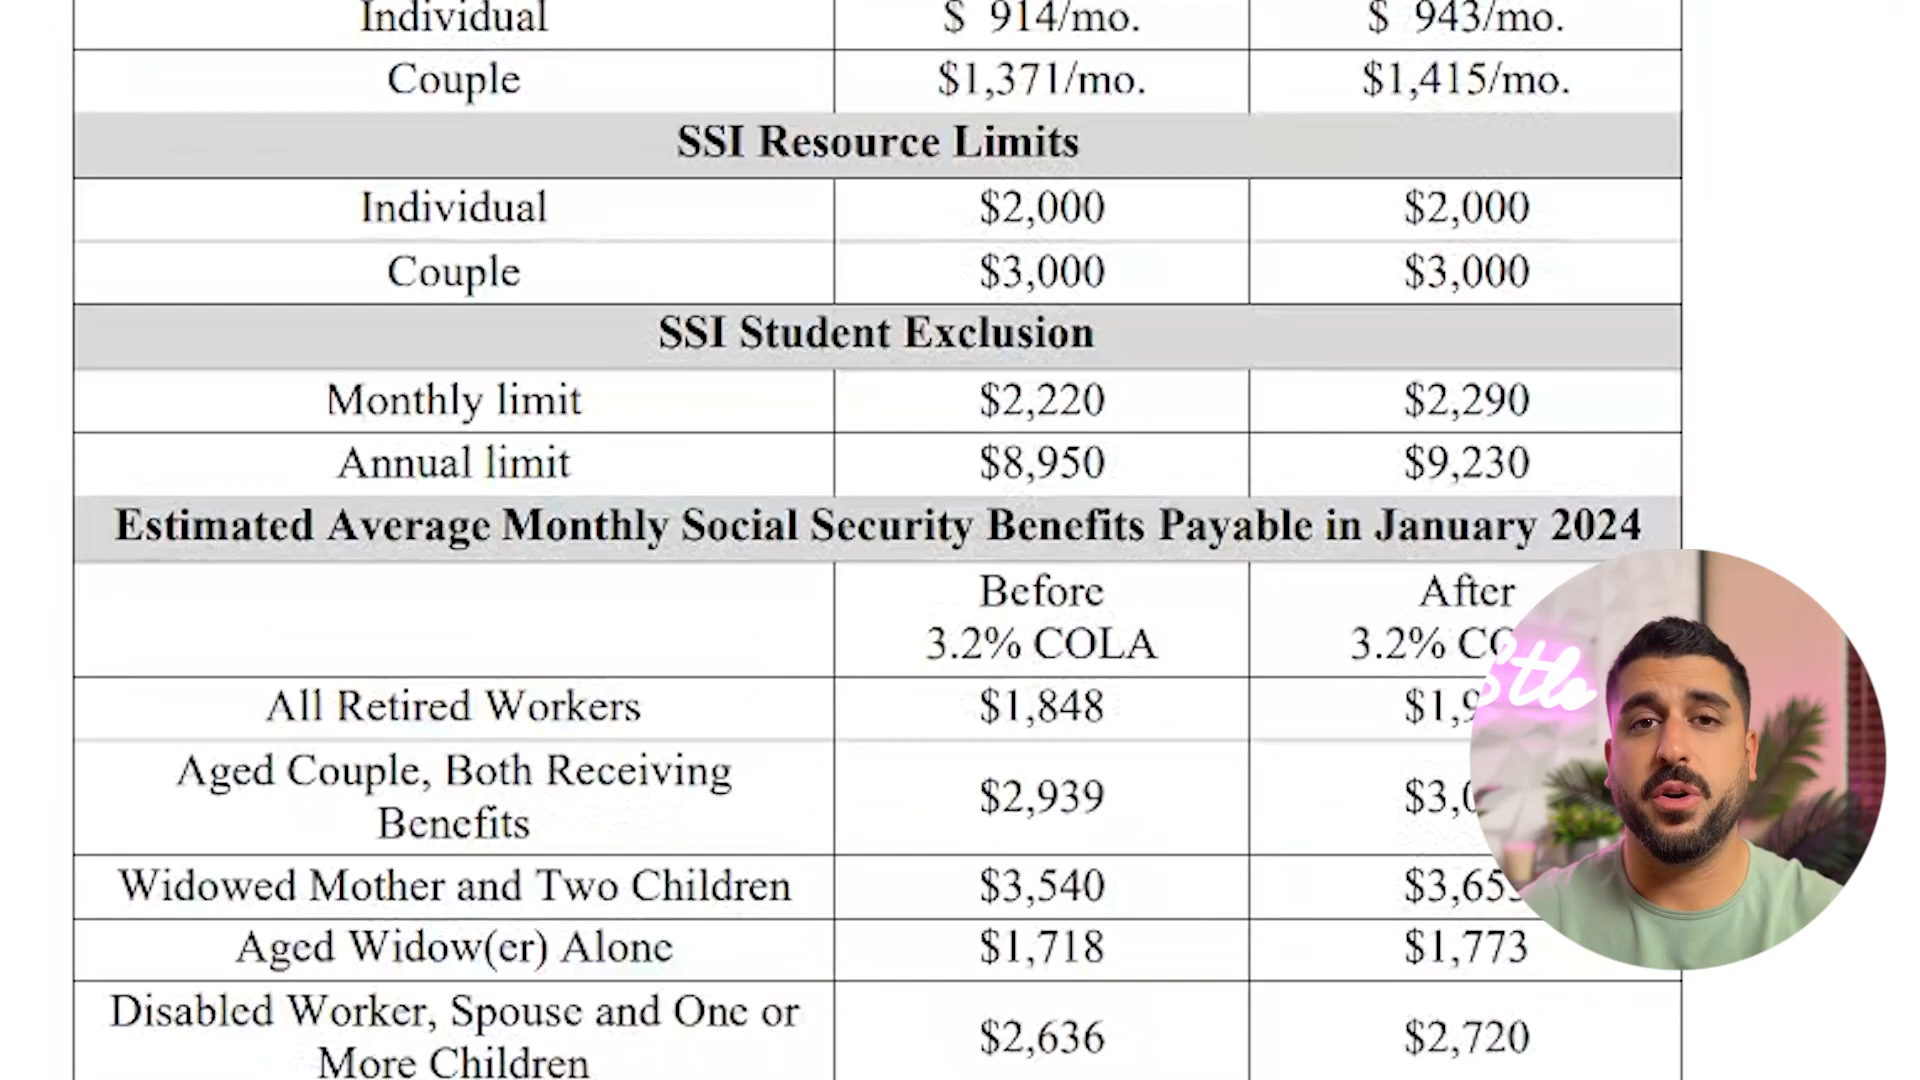 Individual $ 914/mo. $ 943/mo.
Couple $1,371/mo. $1,415/mo.
SSI Resource Limits
Individual $2,000 $2,000
Couple $3,000 $3,000
SSI Student Exclusion
Monthly limit $2,220 $2,290
Annual limit $8,950 $9,230
Estimated Average Monthly Social Security Benefits Payable in January 2024
Before After
3.2% COLA 3.2%
All Retired Workers $1,848
Aged Couple, Both Receiving
Benefits $2,939
Widowed Mother and Two Children $3,540
Aged Widow(er) Alone $1,718 $1,773
Disabled Worker, Spouse and One or
More Children $2,636 $2,720